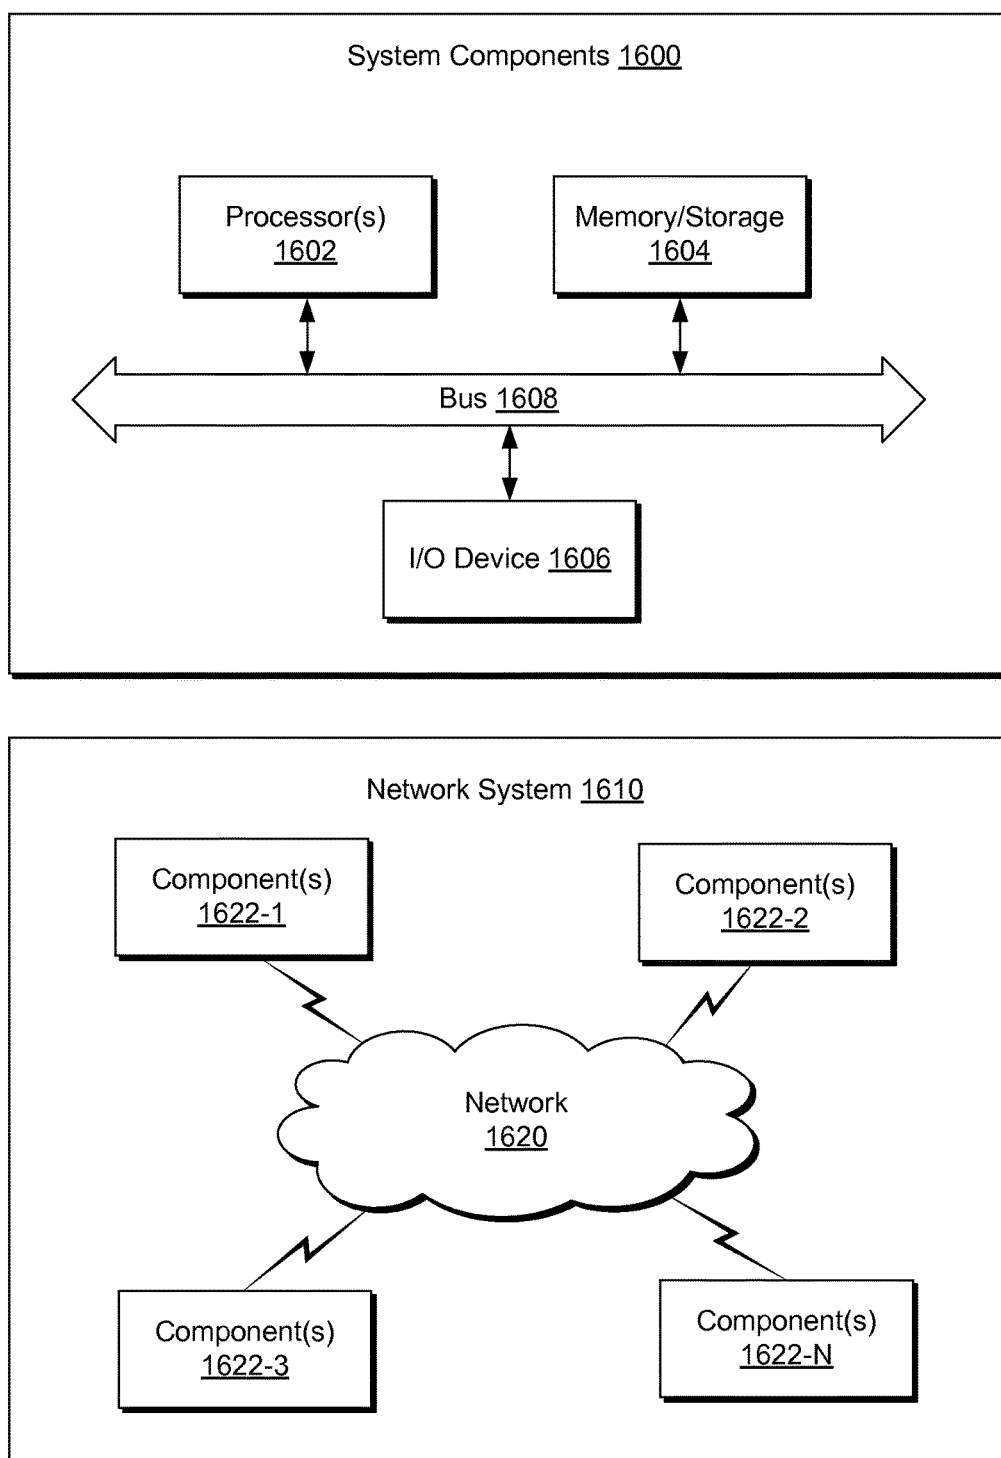 System Components 1600
Processor(s)
1602
Memory/Storage
1604
Bus 1608
I/O Device 1606
Network System 1610
Component(s)
1622-1
Component(s)
1622-2
Network
1620
Component(s)
1622-3
Component(s)
1622-N